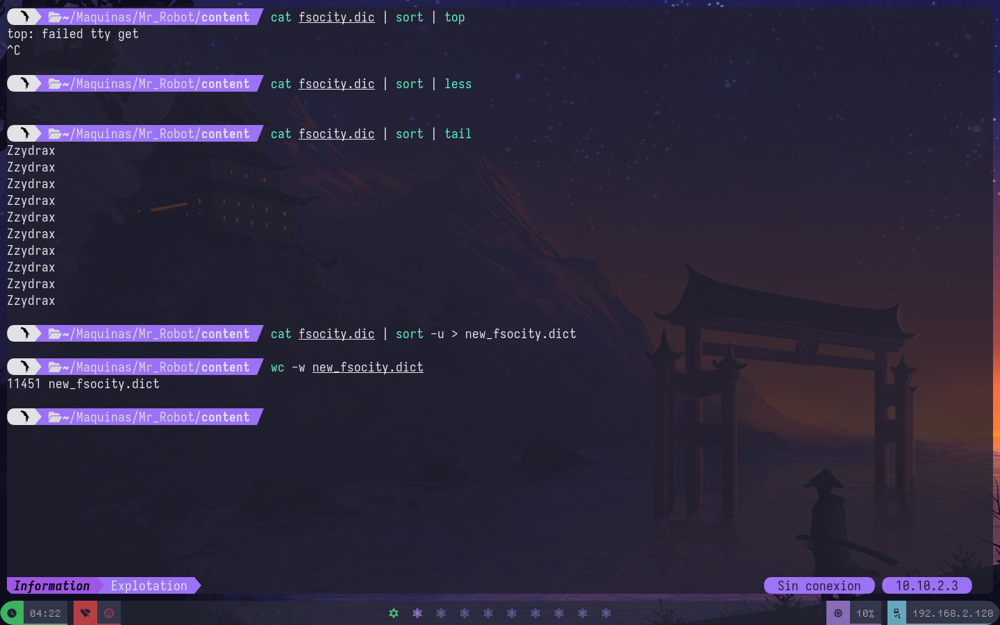 ~/Maquinas/Mr_Robot/content cat fsocity.dic | sort | top
top: failed tty get
^C
~/Maquinas/Mr_Robot/content cat fsocity.dic | sort | less
~/Maquinas/Mr_Robot/content cat fsocity.dic | sort | tail
Zzydrax
Zzydrax
Zzydrax
Zzydrax
Zzydrax
Zzydrax
Zzydrax
Zzydrax
Zzydrax
Zzydrax
~/Maquinas/Mr_Robot/content cat fsocity.dic | sort -u > new_fsocity.dict
~/Maquinas/Mr_Robot/content wc -w new_fsocity.dict
11451 new_fsocity.dict
~/Maquinas/Mr_Robot/content
Information Explotation Sin conexion 10.10.2.3
04:22 10% 192.168.2.128